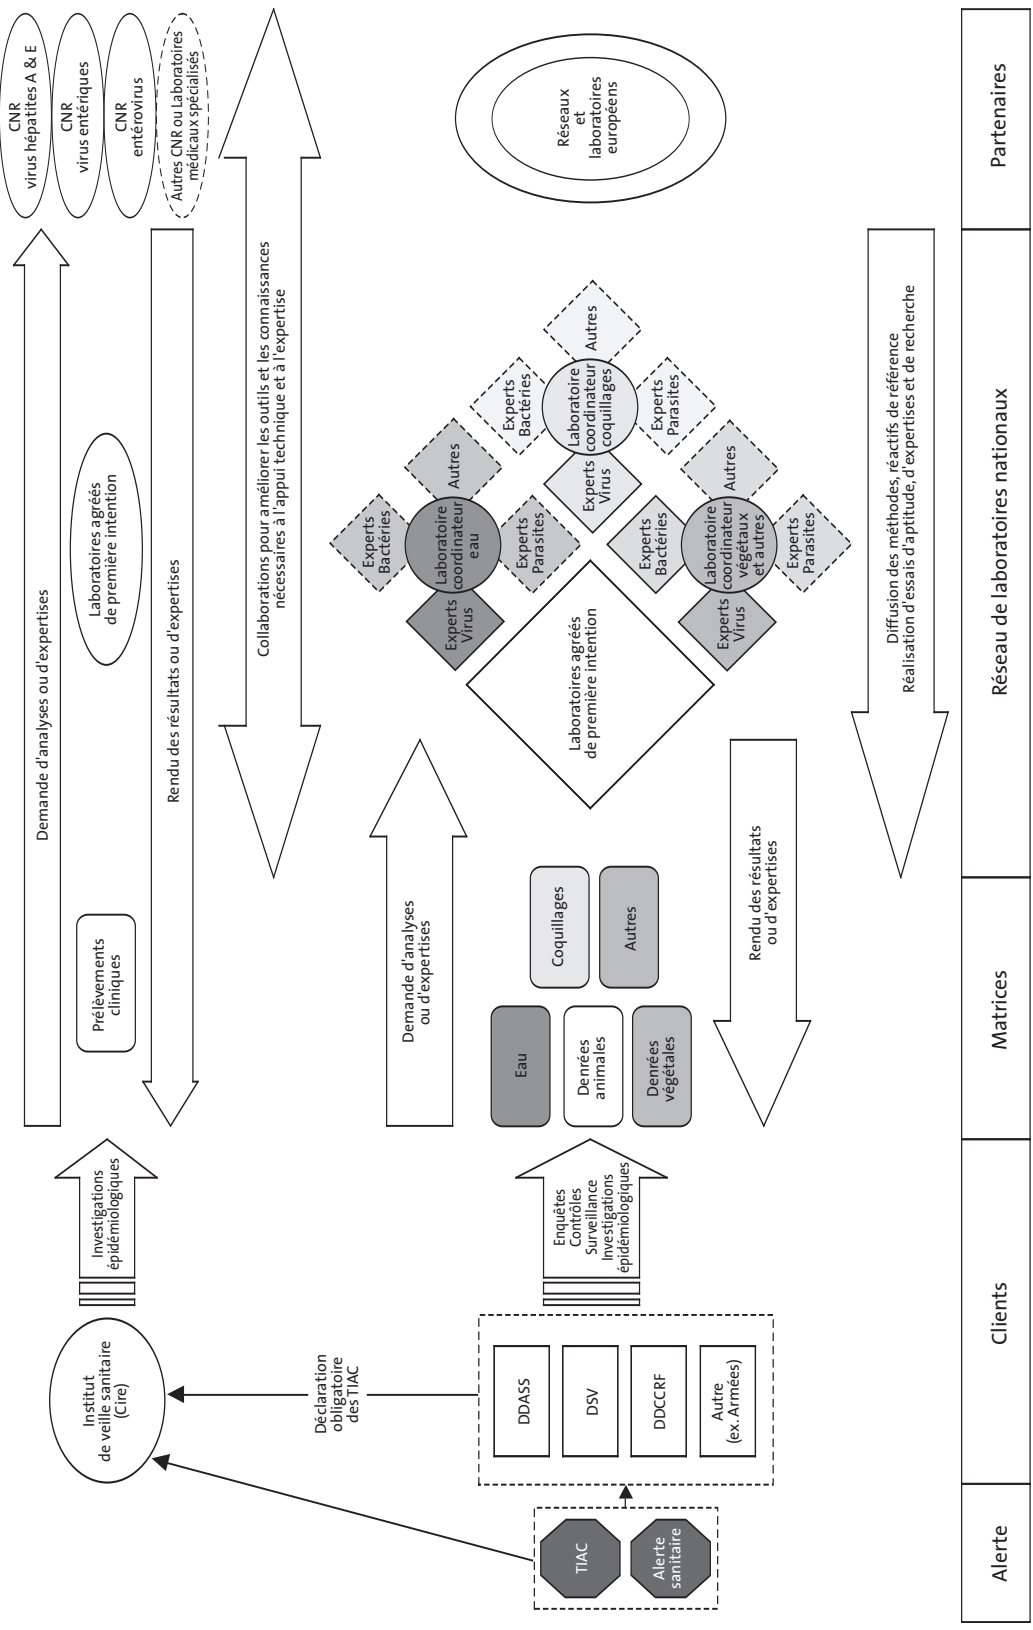 Alerte
Clients
Matrices
Réseau de laboratoires nationaux
Partenaires
TIAC
Alerte
sanitaire
Institut
de veille sanitaire
(Cire)
Déclaration
obligatoire
des TIAC
DDASS
DSV
DDCCRF
Autre
(ex. Armées)
Investigations
épidémiologiques
Enquêtes
Contrôles
Surveillance
Investigations
épidémiologiques
Demande d'analyses ou d'expertises
Prélèvements
cliniques
Laboratoires agréés
de première intention
Rendu des résultats ou d'expertises
CNR
virus hépatites A & E
CNR
virus entériques
CNR
entérovirus
Autres CNR ou Laboratoires
médicaux spécialisés
Collaborations pour améliorer les outils et les connaissances
nécessaires à l'appui technique et à l'expertise
Demande d'analyses
ou d'expertises
Eau
Denrées
animales
Denrées
végétales
Coquillages
Autres
Rendu des résultats
ou d'expertises
Laboratoires agréés
de première intention
Experts
Virus
Experts
Bactéries
Laboratoire
coordinateur
eau
Experts
Parasites
Autres
Experts
Virus
Experts
Bactéries
Laboratoire
coordinateur
coquillages
Experts
Parasites
Autres
Experts
Virus
Experts
Bactéries
Laboratoire
coordinateur
végétaux
et autres
Experts
Parasites
Autres
Réseaux
et
laboratoires
européens
Diffusion des méthodes, réactifs de référence
Réalisation d'essais d'aptitude, d'expertises et de recherche